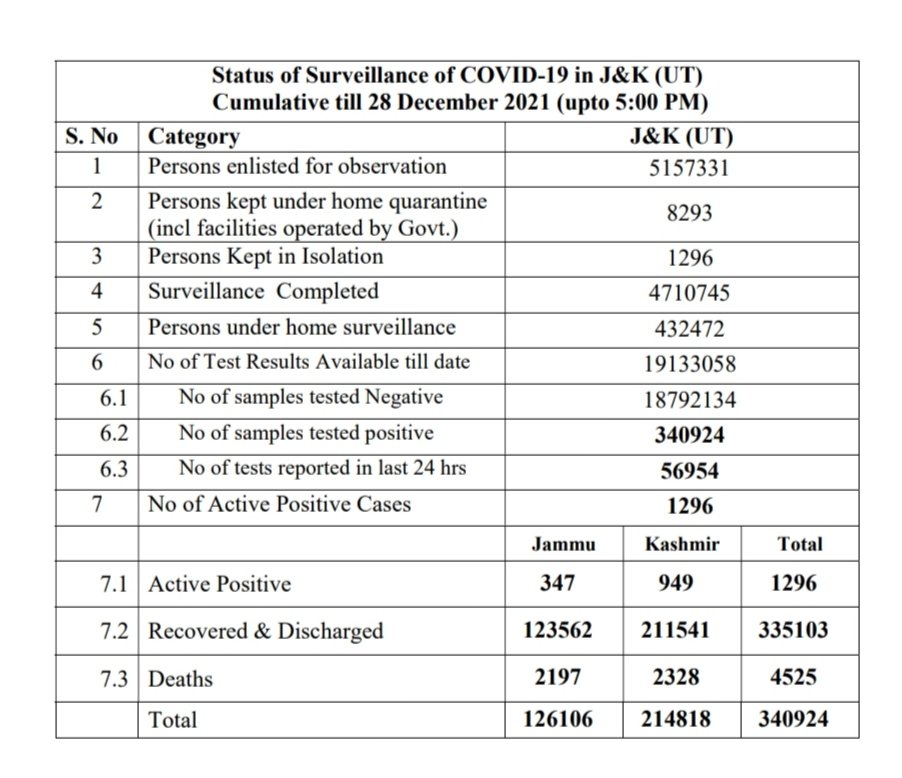 Status of Surveillance of COVID-19 in J&K (UT)
Cumulative till 28 December 2021 (upto 5:00 PM)
S. No Category J&K (UT)
1 Persons enlisted for observation 5157331
2 Persons kept under home quarantine
(incl facilities operated by Govt.) 8293
3 Persons Kept in Isolation 1296
4 Surveillance Completed 4710745
5 Persons under home surveillance 432472
6 No of Test Results Available till date 19133058
6.1 No of samples tested Negative 18792134
6.2 No of samples tested positive 340924
6.3 No of tests reported in last 24 hrs 56954
7 No of Active Positive Cases 1296
Jammu Kashmir Total
7.1 Active Positive 347 949 1296
7.2 Recovered & Discharged 123562 211541 335103
7.3 Deaths 2197 2328 4525
Total 126106 214818 340924